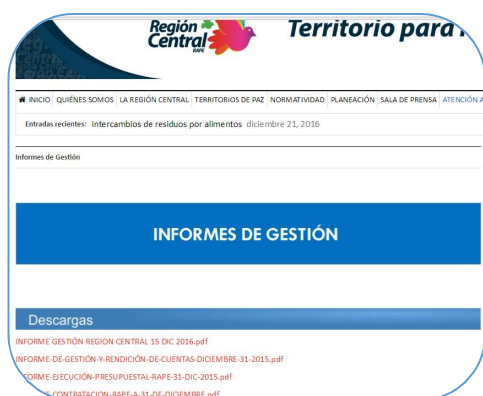 Región
Central
RAPE
Territorio para
INICIO QUIÉNES SOMOS LA REGIÓN CENTRAL TERRITORIOS DE PAZ NORMATIVIDAD PLANEACIÓN SALA DE PRENSA ATENCIÓN A
Entradas recientes: intercambios de residuos por alimentos diciembre 21, 2016
Informes de Gestión
INFORMES DE GESTIÓN
Descargas
INFORME GESTIÓN REGION CENTRAL 15 DIC 2016.pdf
INFORME-DE-GESTIÓN-Y-RENDICIÓN-DE-CUENTAS-DICIEMBRE-31-2015.pdf
FORME-EJECUCIÓN-PRESUPUESTAL-RAPE-31-DIC-2015.pdf
CONTRATACION-RAPE-A-31-DE-DICIEMBRE.pdf